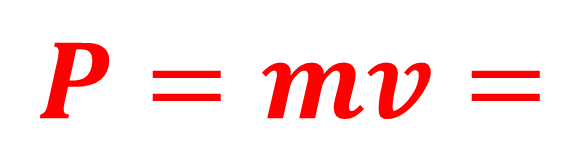 P = mv =